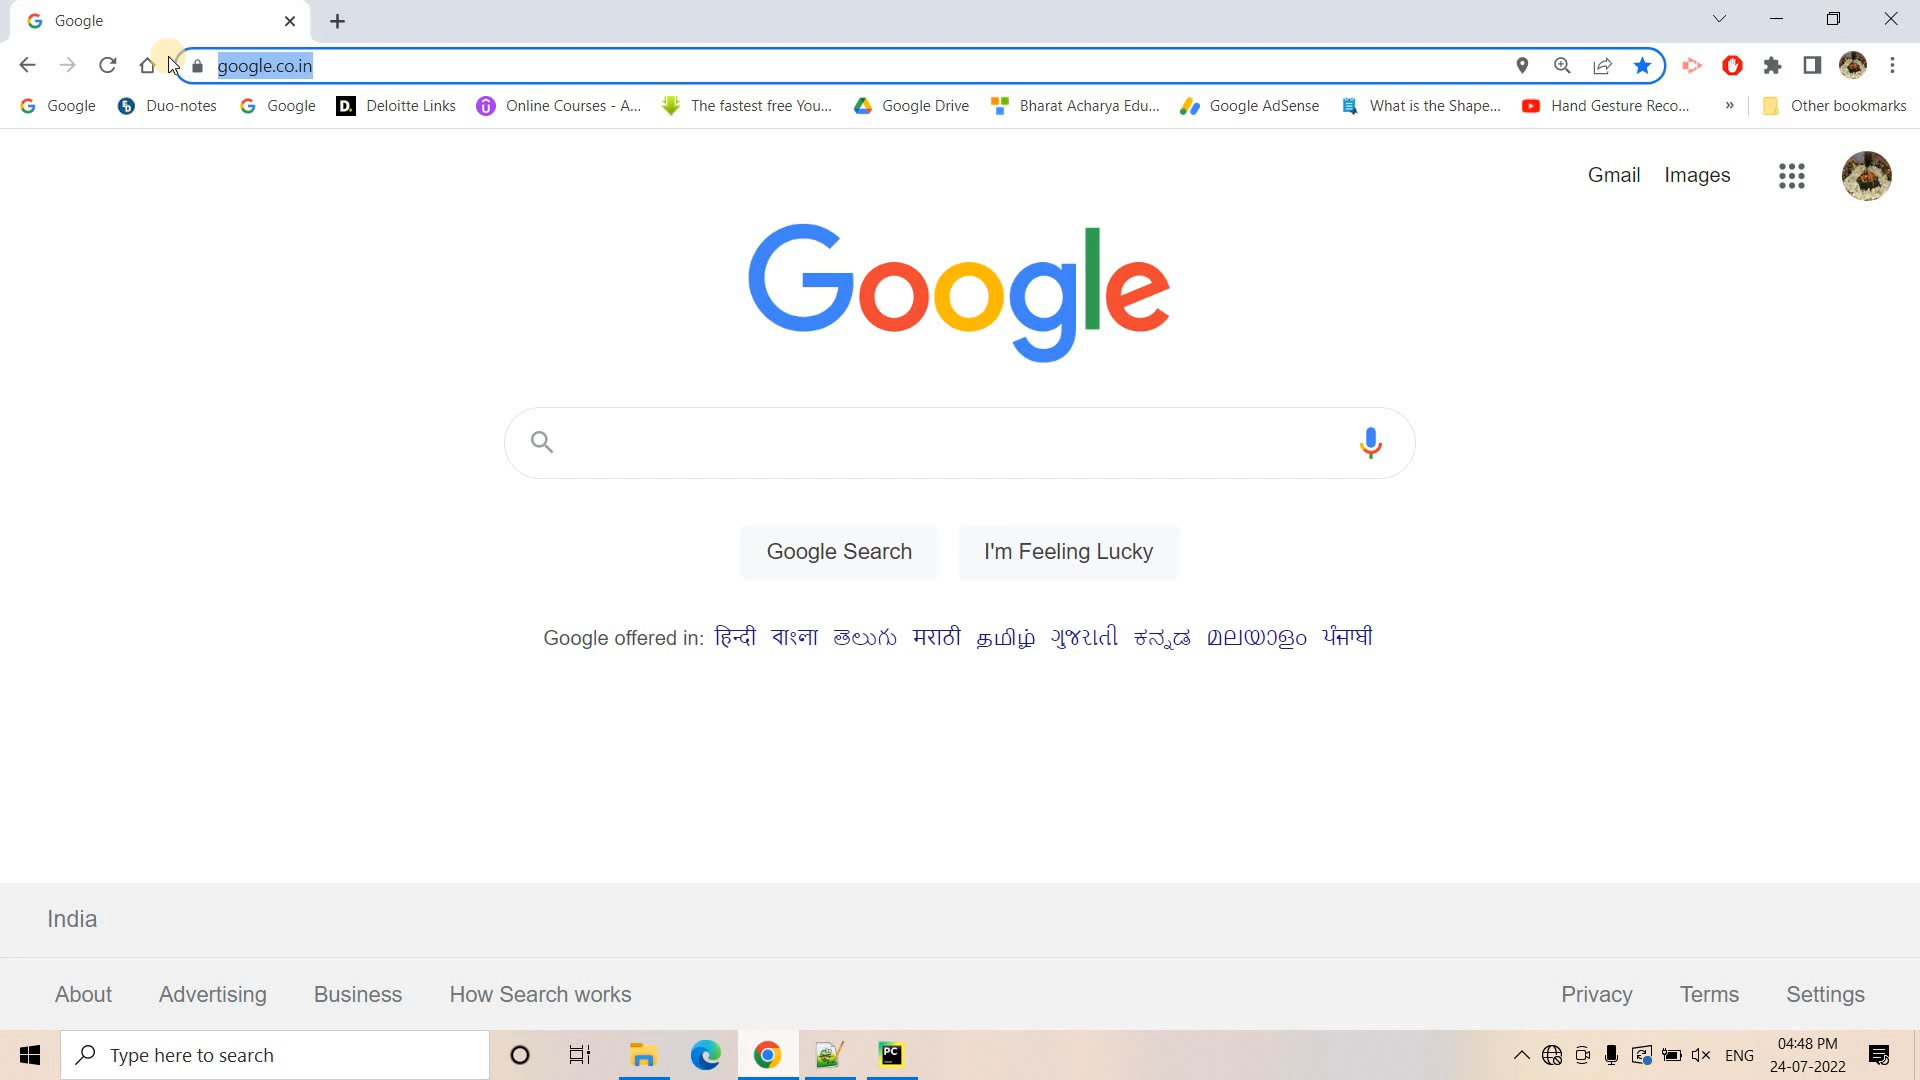 Google
google.co.in
Google Duo-notes Google D. Deloitte Links Online Courses - A... The fastest free You... Google Drive Bharat Acharya Edu... Google AdSense What is the Shape... Hand Gesture Reco... » Other bookmarks
Gmail Images
Google
Google Search I'm Feeling Lucky
Google offered in: हिन्दी বাংলা తెలుగు मराठी தமிழ் ગુજરાતી ಕನ್ನಡ മലയാളം ਪੰਜਾਬੀ
India
About Advertising Business How Search works Privacy Terms Settings
Type here to search PC ENG 04:48 PM
24-07-2022